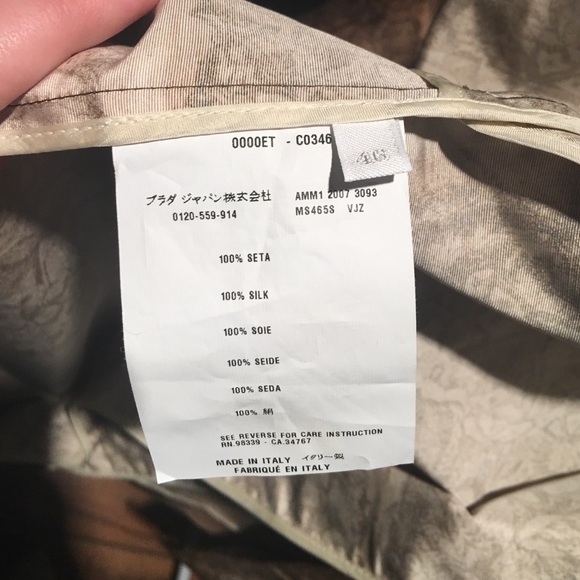 0000ET - C0346
46
プラダ ジャパン株式会社
0120-559-914
AMM1 2007 3093
MS465S VJZ
100% SETA
100% SILK
100% SOIE
100% SEIDE
100% SEDA
100% 絹
SEE REVERSE FOR CARE INSTRUCTION
RN.98339 - CA.34767
MADE IN ITALY イタリー製
FABRIQUÉ EN ITALY